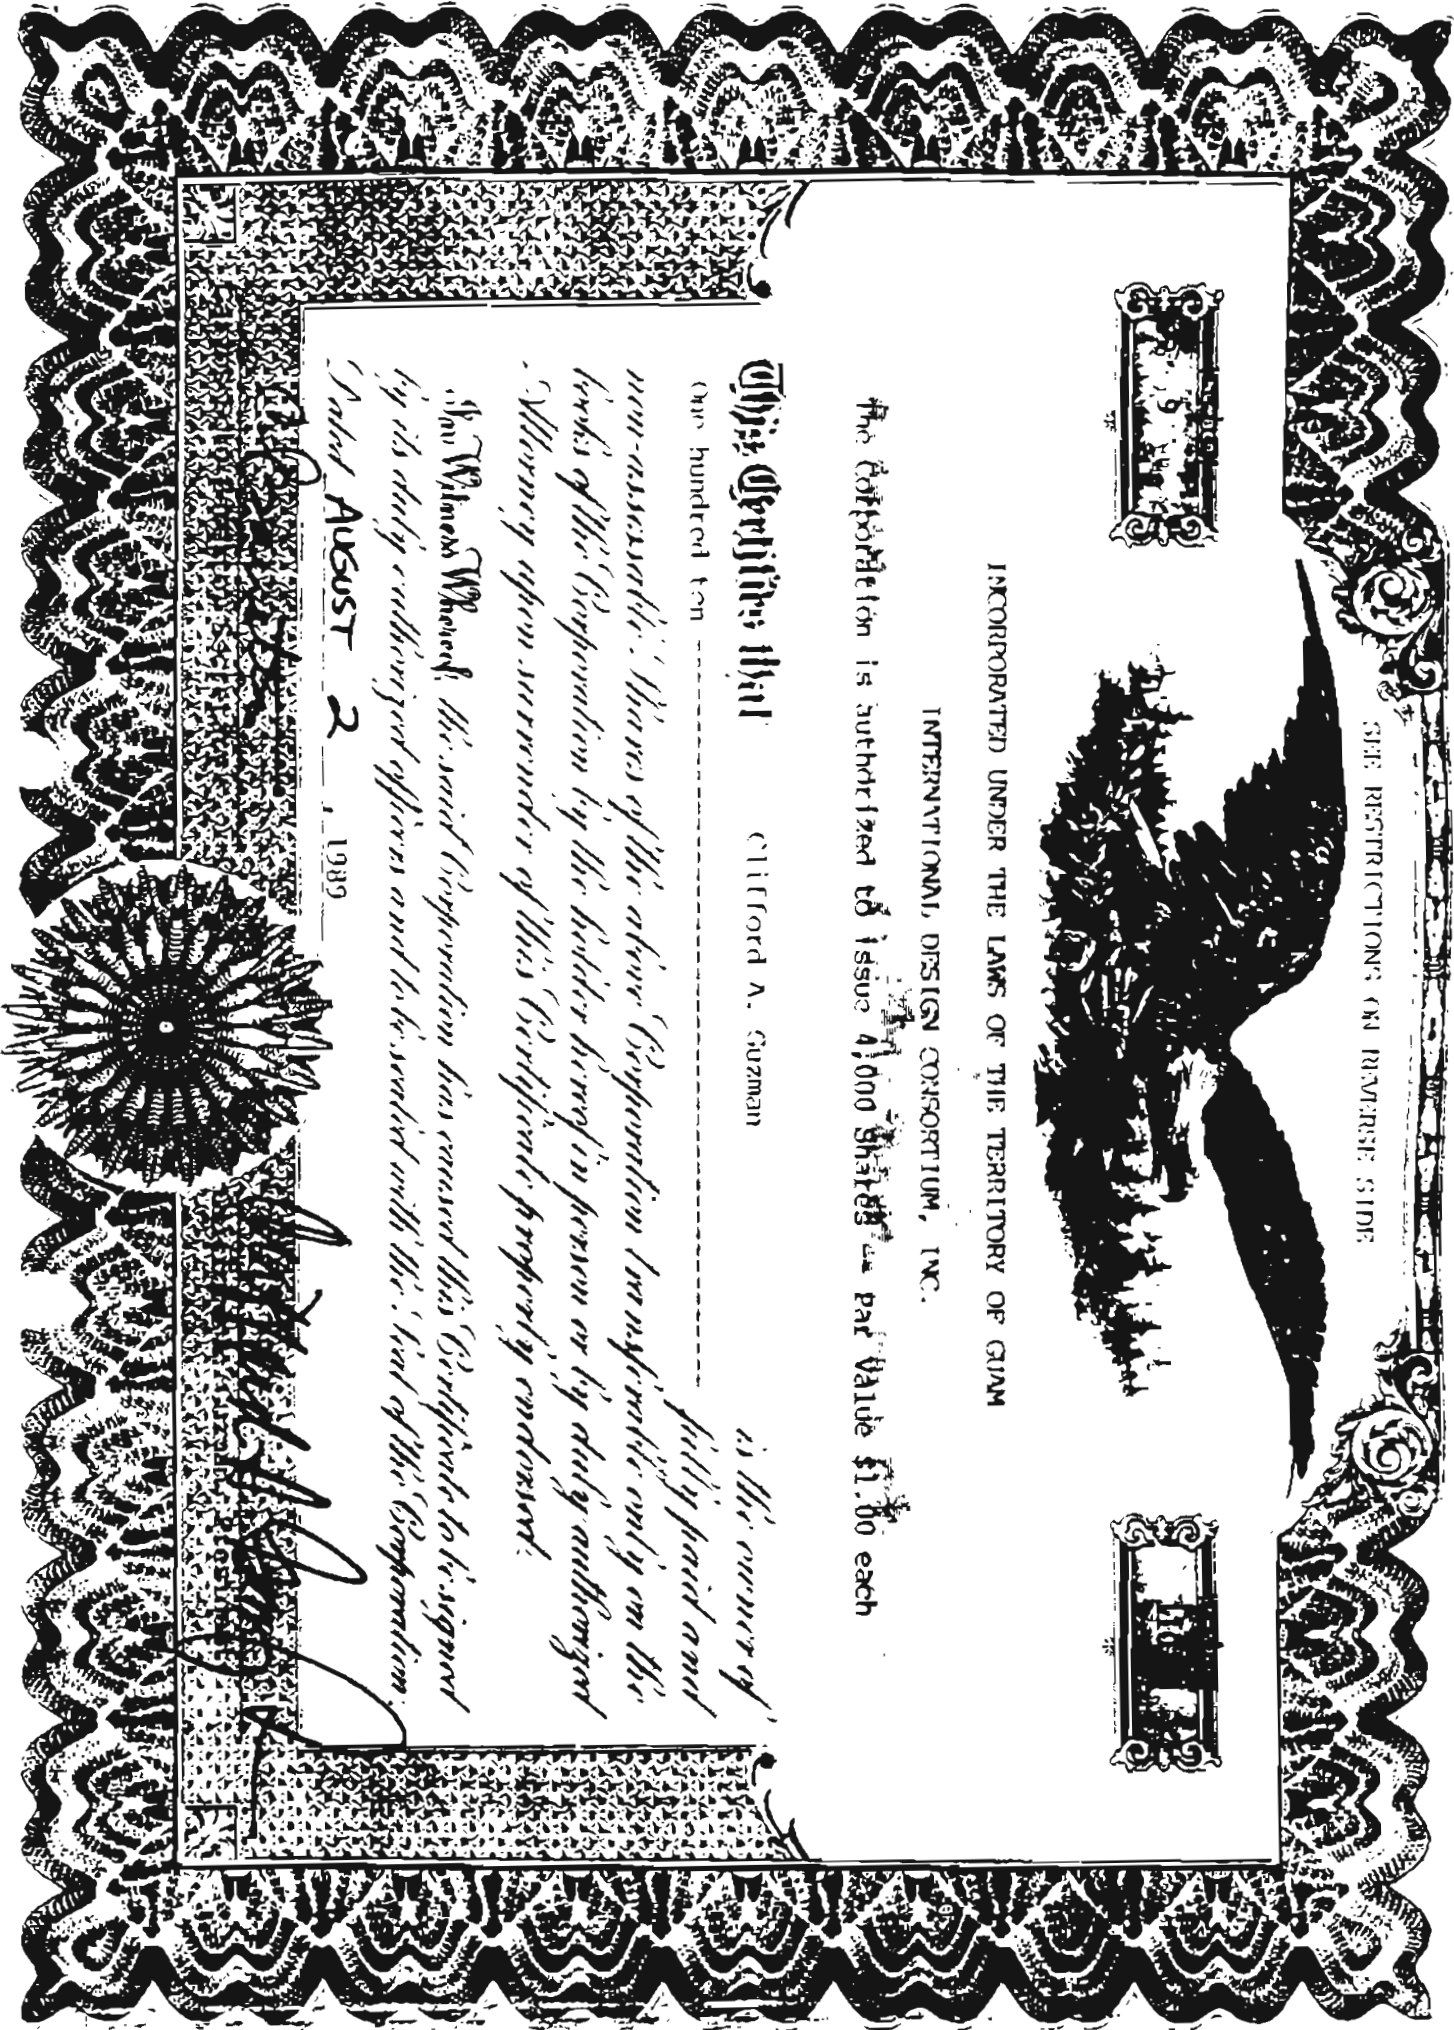 SEE RESTRICTIONS ON REVERSE SIDE
110
INCORPORATED UNDER THE LAWS OF THE TERRITORY OF GUAM
INTERNATIONAL DESIGN CONSORTIUM, INC.
The Corporation is authorized to issue 4,000 Shares -- Par Value $1.00 each
This Certifies that Clifford A. Guzman is the owner of
One hundred ten ---------- fully paid and
non-assessable Shares of the above Corporation transferable only on the
books of the Corporation by the holder hereof in person or by duly authorized
Attorney upon surrender of this Certificate properly endorsed.
In Witness Whereof, the said Corporation has caused this Certificate to be signed
by its duly authorized officers and to be sealed with the Seal of the Corporation.
Dated AUGUST 2, 1989